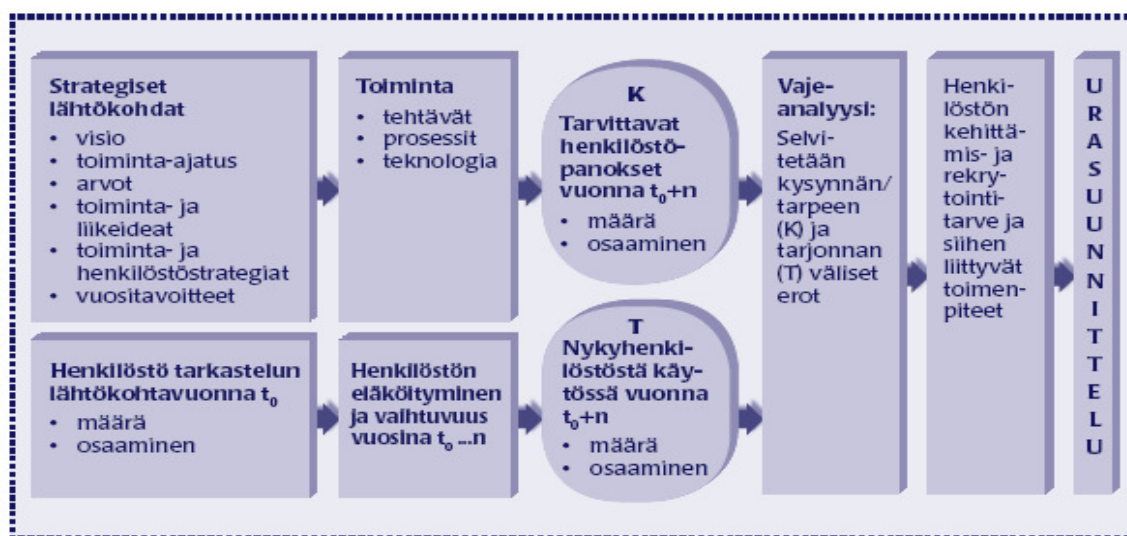 Strategiset
lähtökohdat
• visio
• toiminta-ajatus
• arvot
• toiminta- ja
liikeideat
• toiminta- ja
henkilöstöstrategiat
• vuositavoitteet
Toiminta
• tehtävät
• prosessit
• teknologia
K
Tarvittavat
henkilöstö-
panokset
vuonna t₀+n
• määrä
• osaaminen
Henkilöstö tarkastelun
lähtökohtavuonna t₀
• määrä
• osaaminen
Henkilöstön
eläköityminen
ja vaihtuvuus
vuosina t₀ ...n
T
Nykyhenki-
löstöstä käy-
tössä vuonna
t₀+n
• määrä
• osaaminen
Vaje-
analyysi:
Selvi-
tetään
kysynnän/
tarpeen
(K) ja
tarjonnan
(T) väliset
erot
Henki-
löstön
kehittä-
mis- ja
rekry-
tointi-
tarve ja
siihen
liittyvät
toimen-
piteet
U
R
A
S
U
U
N
N
I
T
T
E
L
U